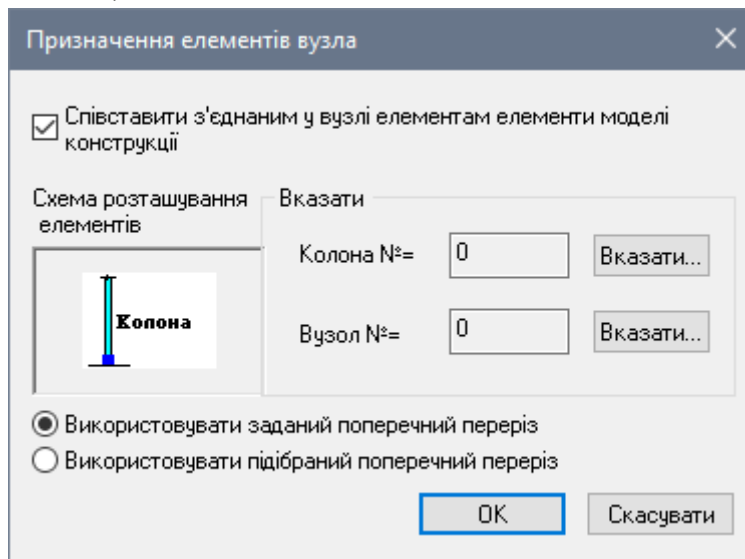 Призначення елементів вузла
Співставити з'єднаним у вузлі елементам елементи моделі
конструкції
Схема розташування
елементів
Вказати
Колона №=
0
Вказати...
Колона
Вузол №=
0
Вказати...
Використовувати заданий поперечний переріз
Використовувати підібраний поперечний переріз
OK
Скасувати